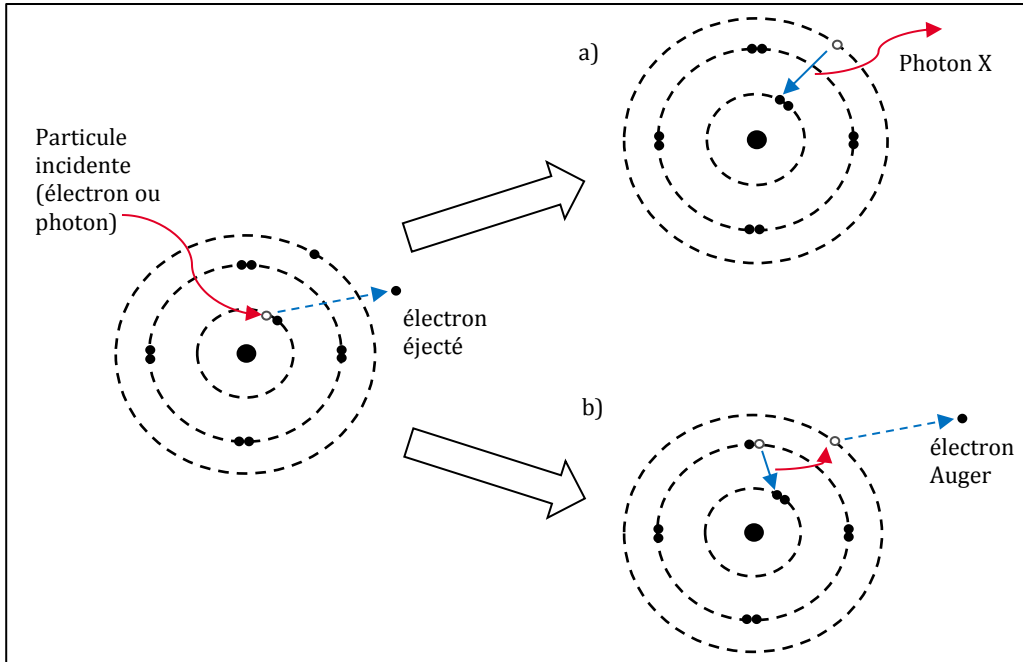 Particule
incidente
(électron ou
photon)
électron
éjecté
a)
Photon X
b)
électron
Auger